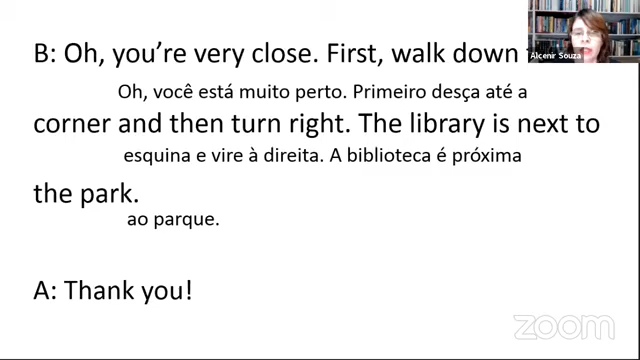 B: Oh, you're very close. First, walk down
Oh, você está muito perto. Primeiro desça até a
corner and then turn right. The library is next to
esquina e vire à direita. A biblioteca é próxima
the park.
ao parque.
A: Thank you!
Alcenir Souza
zoom